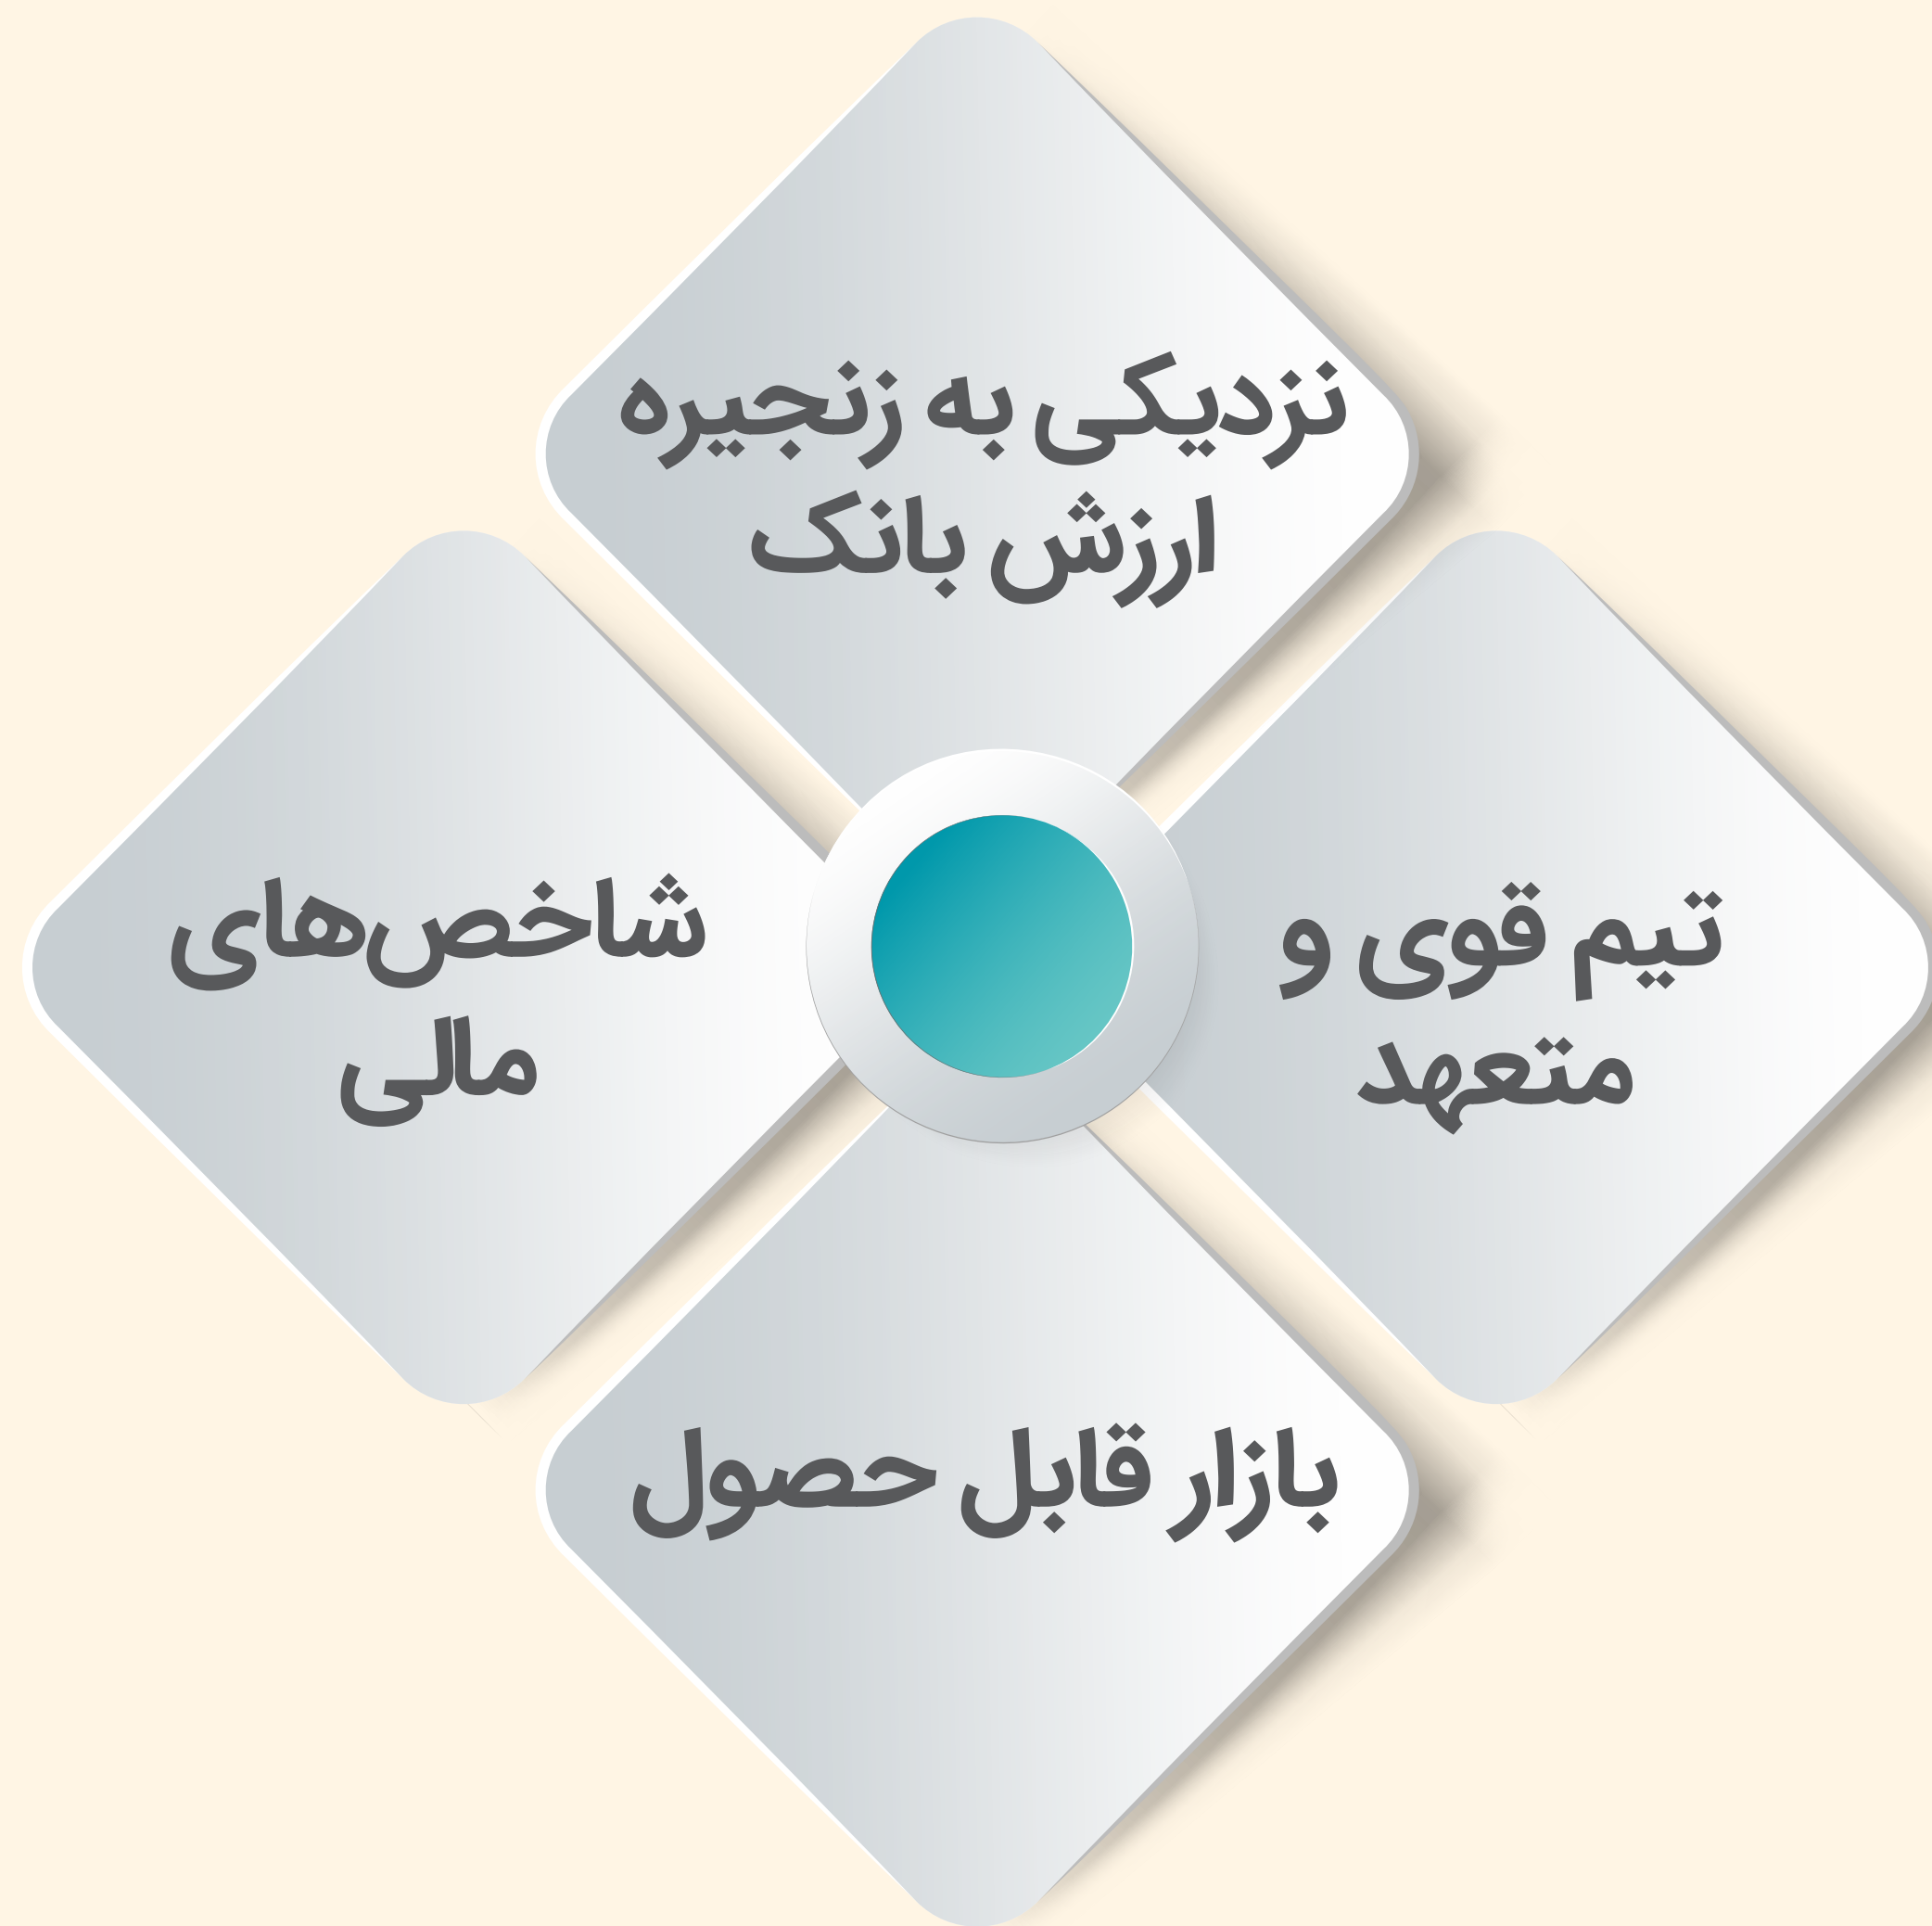 نزدیکی به زنجیره
ارزش بانک
تیم قوی و
متعهد
شاخص‌های
مالی
بازار قابل حصول